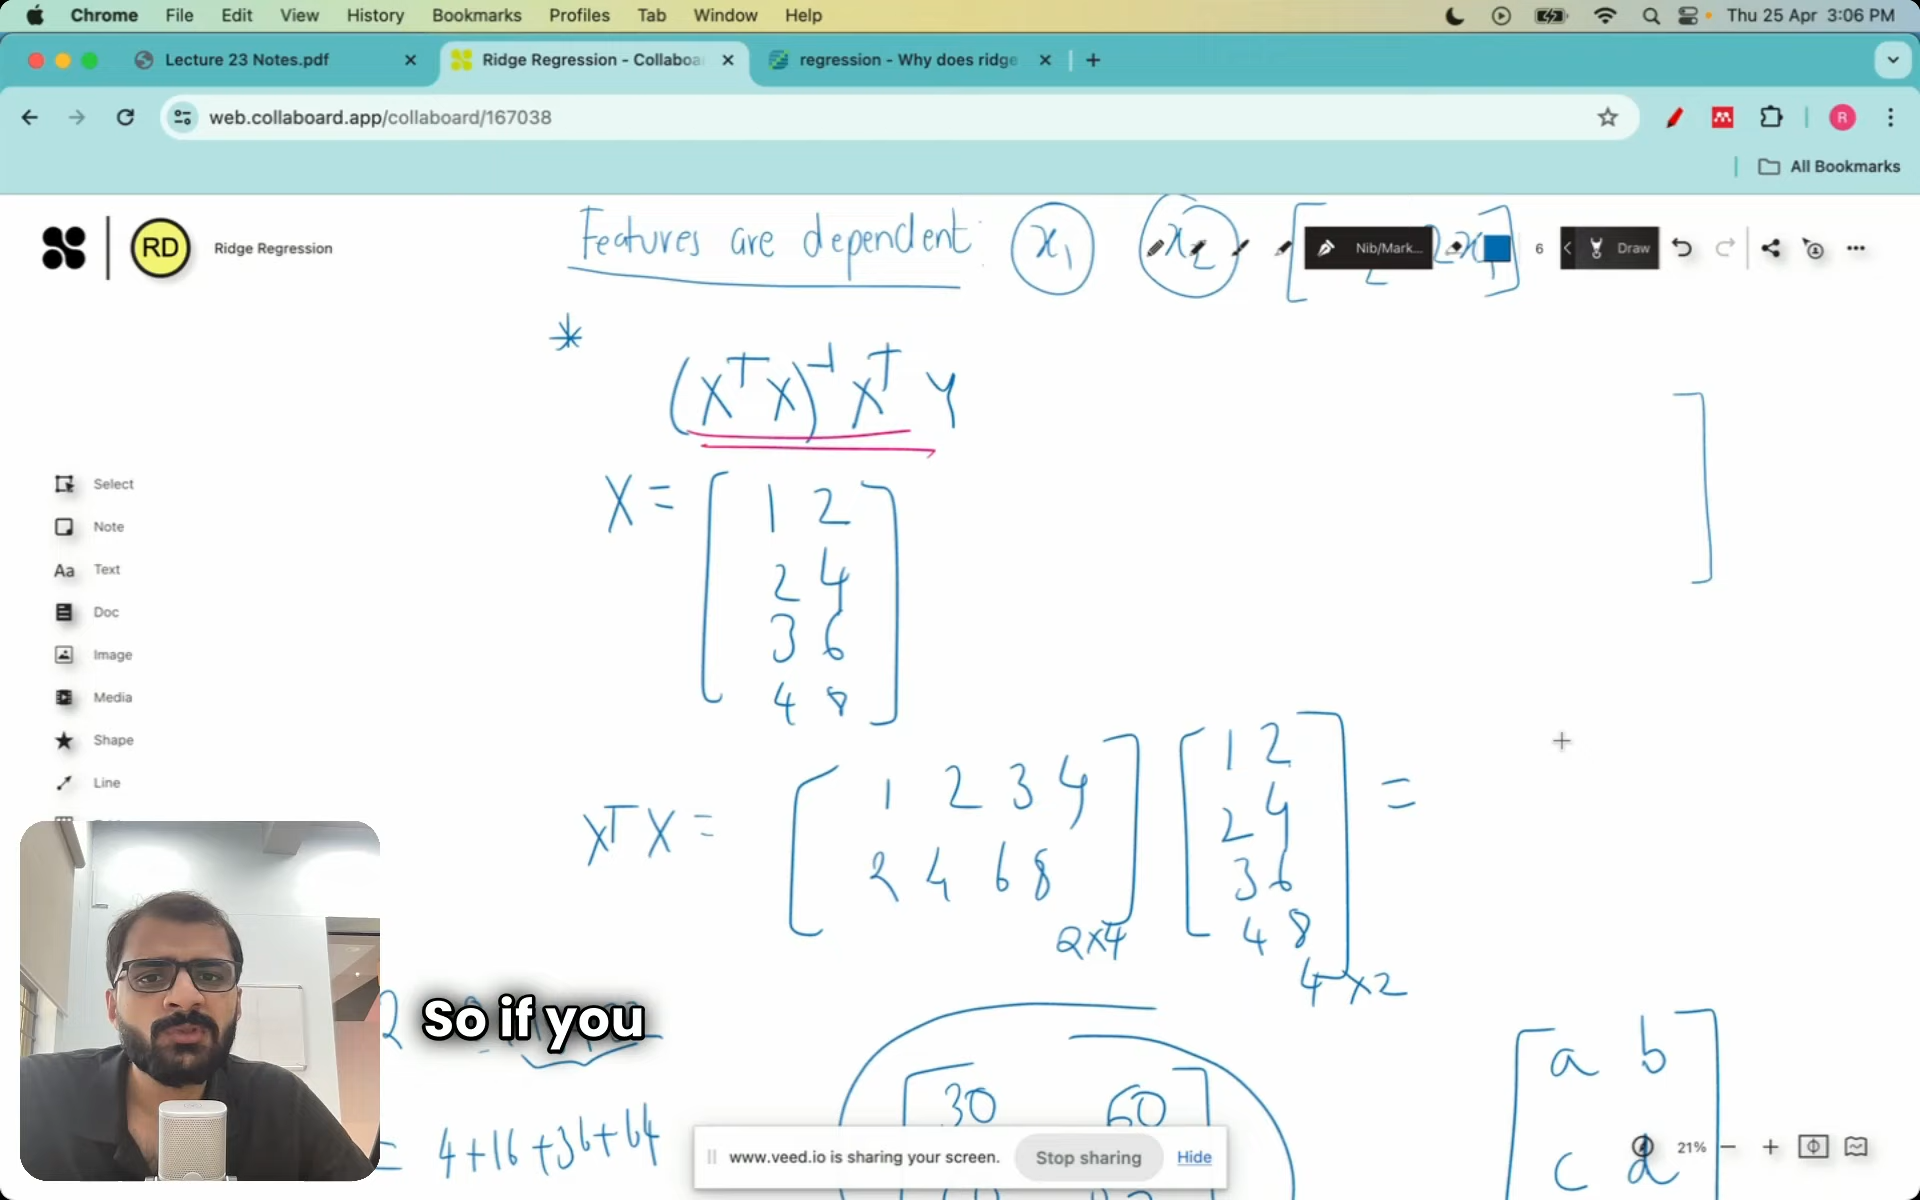 Chrome File Edit View History Bookmarks Profiles Tab Window Help Thu 25 Apr 3:06 PM
Lecture 23 Notes.pdf Ridge Regression - Collaboa regression - Why does ridge
web.collaboard.app/collaboard/167038 R
All Bookmarks
RD Ridge Regression
Features are dependent: x₁ x₂ Nib/Mark... 6 Draw
*
(XᵀX)⁻¹ Xᵀ Y
X = [ 1 2
2 4
3 6
4 8 ]
XᵀX = [ 1 2 3 4
2 4 6 8 ] 2x4
[ 1 2
2 4
3 6
4 8 ] 4x2 =
Select
Note
Aa Text
Doc
Image
Media
Shape
Line
So if you
30 60
= 4+16+36+64
a b
c d
www.veed.io is sharing your screen. Stop sharing Hide
21%